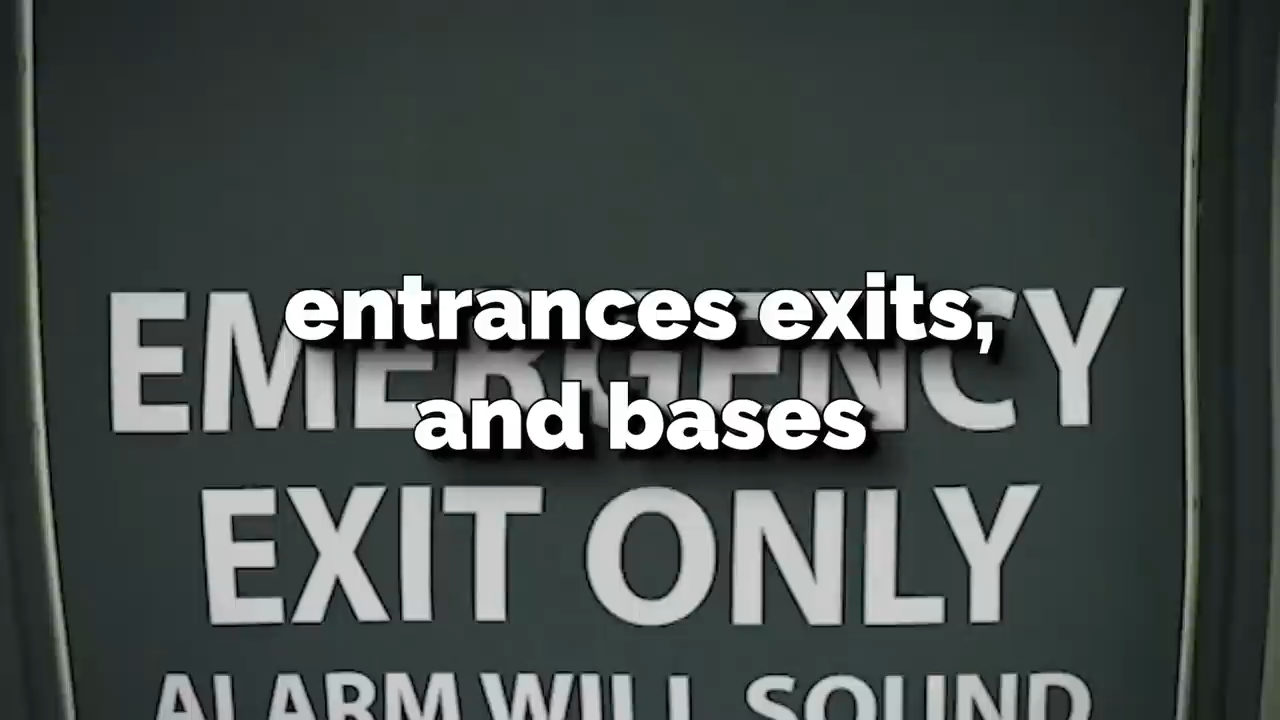 entrances exits,
and bases
EMERGENCY
EXIT ONLY
ALARM WILL SOUND